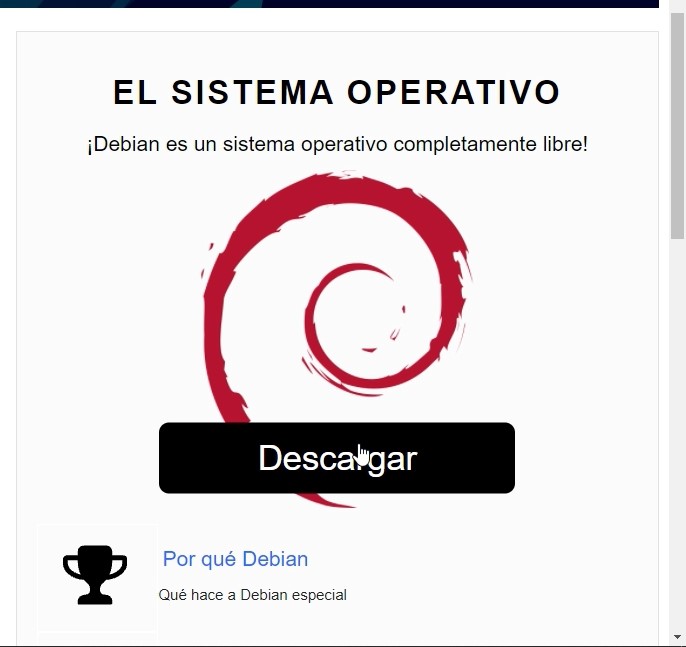 EL SISTEMA OPERATIVO
¡Debian es un sistema operativo completamente libre!
Descargar
Por qué Debian
Qué hace a Debian especial